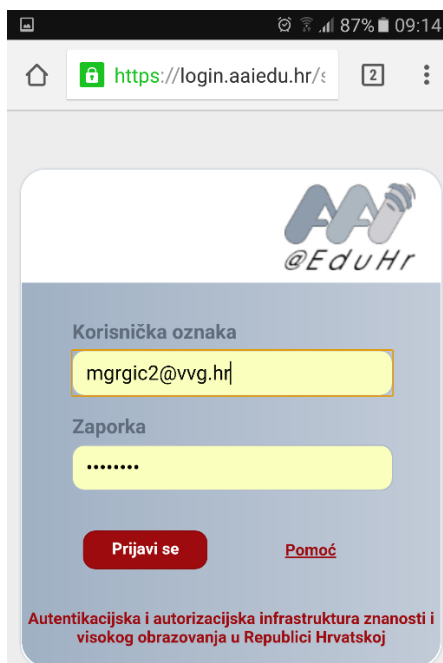 87% 09:14
https://login.aaiedu.hr/s
2
AAI
@EduHr
Korisnička oznaka
mgrgic2@vvg.hr
Zaporka
••••••••
Prijavi se
Pomoć
Autentikacijska i autorizacijska infrastruktura znanosti i
visokog obrazovanja u Republici Hrvatskoj